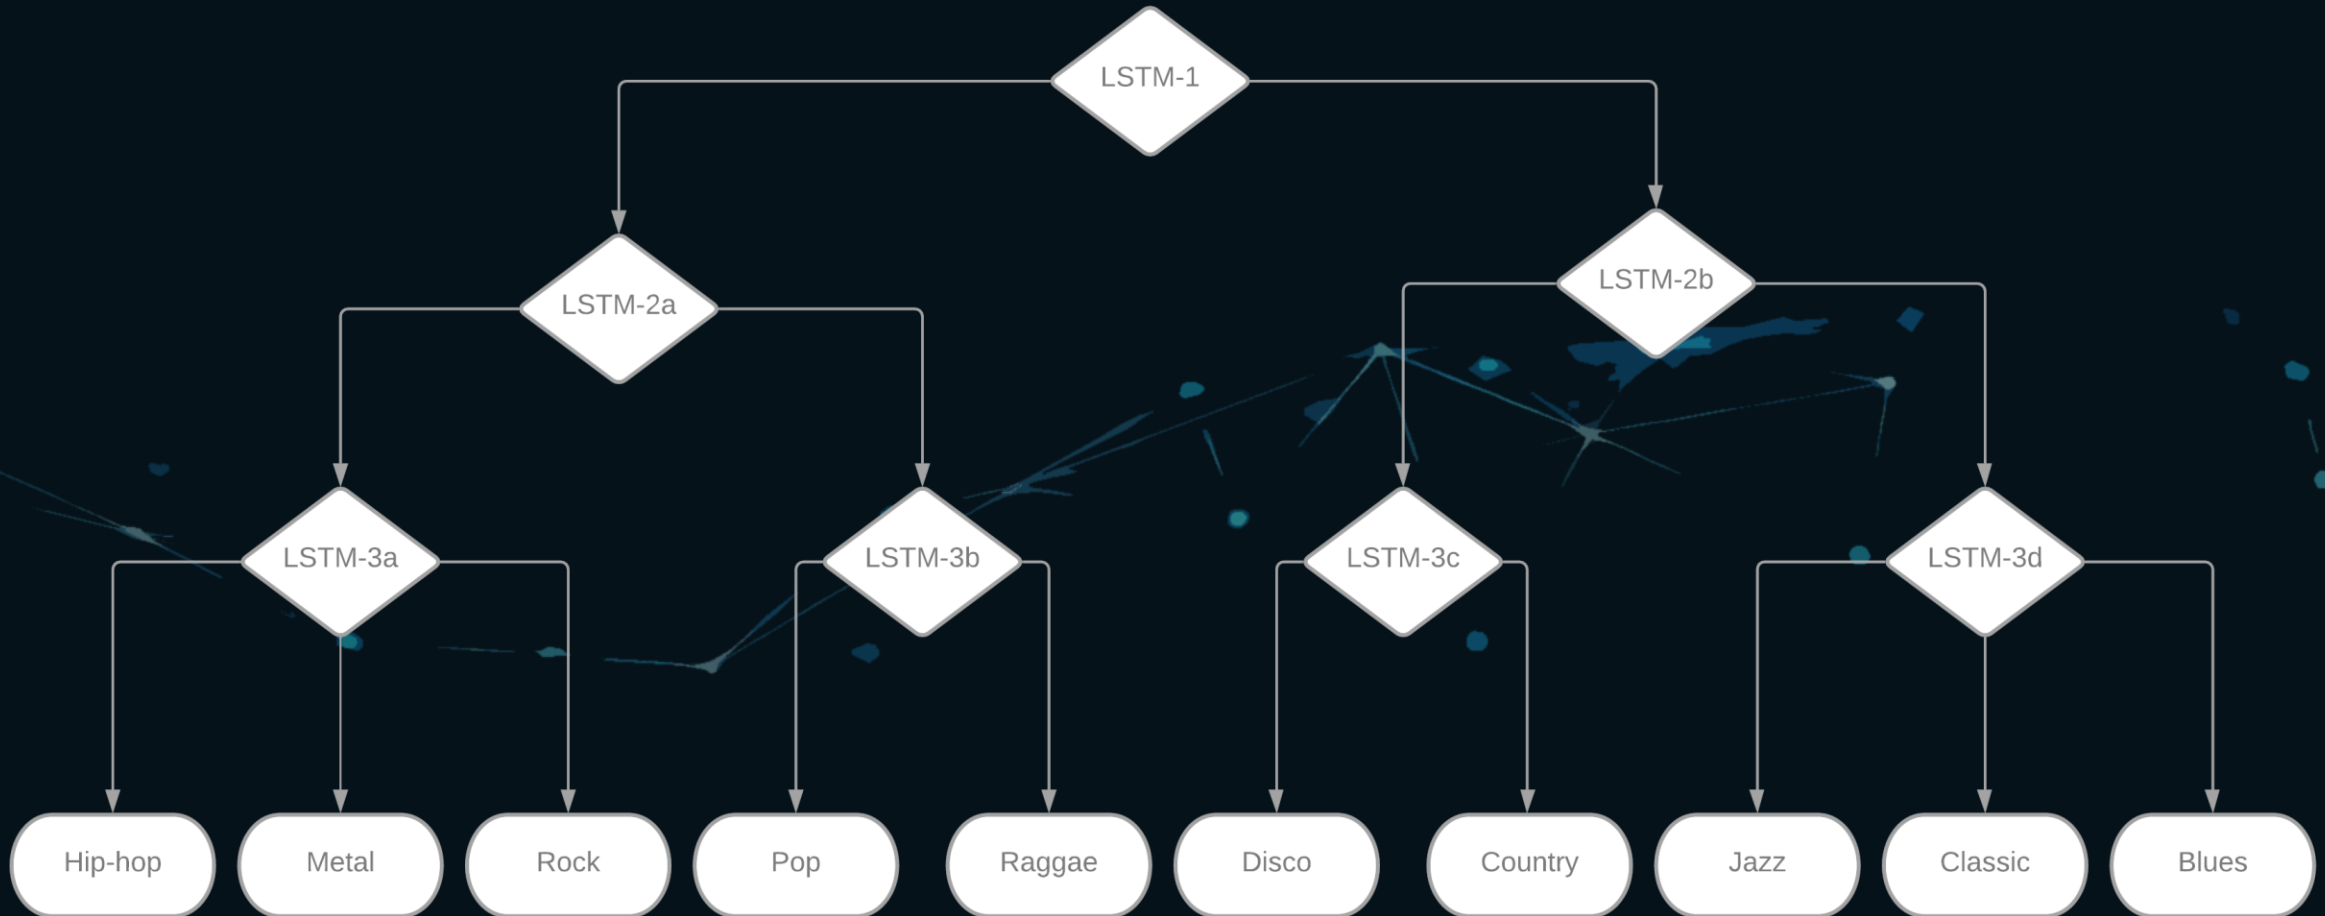 LSTM-1
LSTM-2a
LSTM-2b
LSTM-3a
LSTM-3b
LSTM-3c
LSTM-3d
Hip-hop
Metal
Rock
Pop
Raggae
Disco
Country
Jazz
Classic
Blues